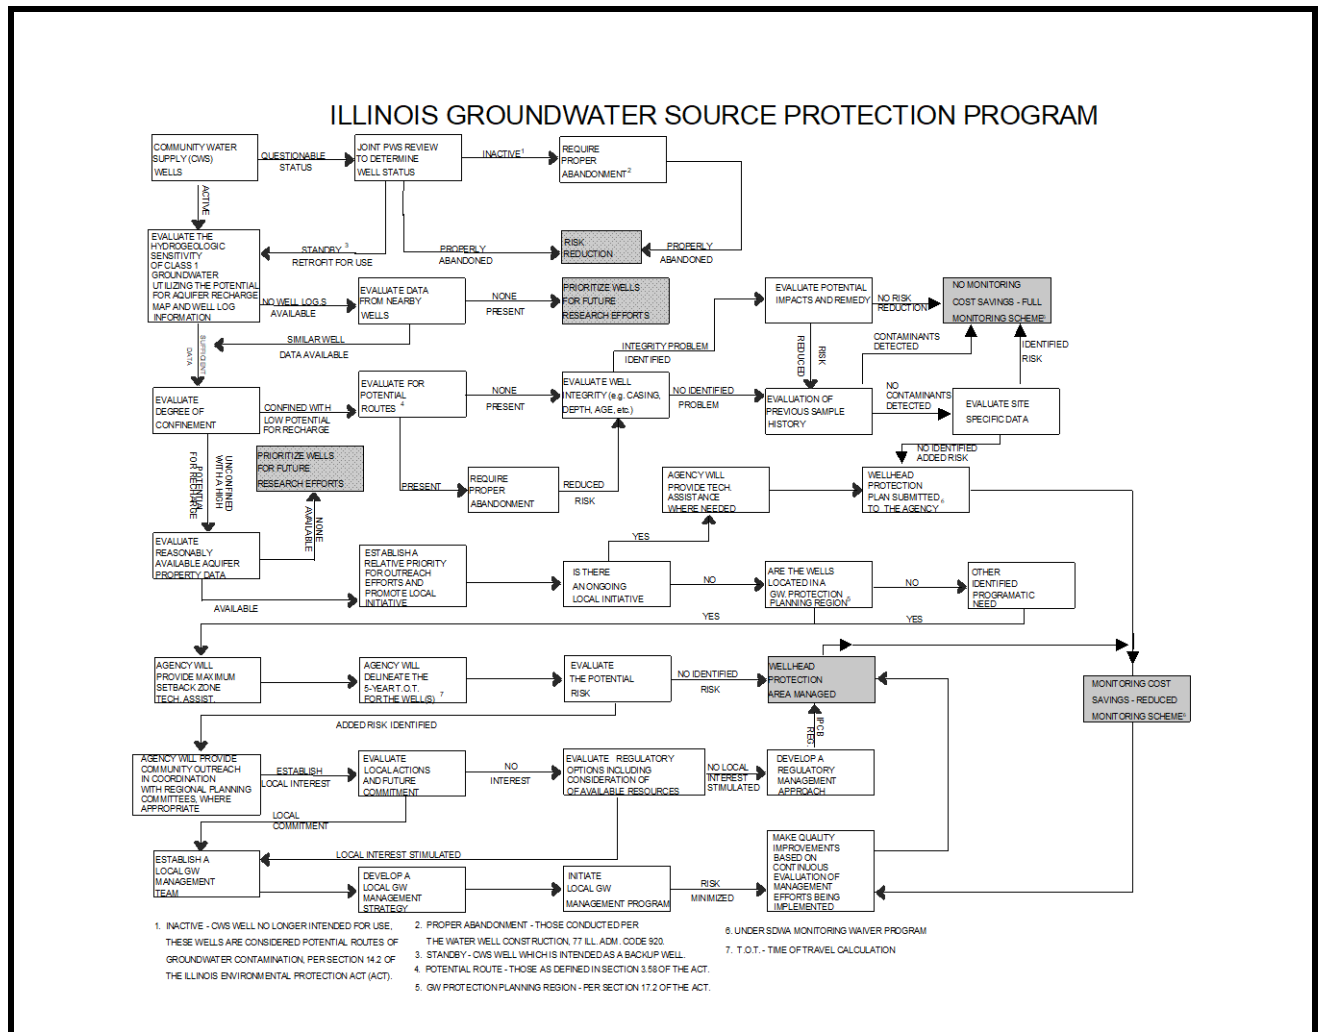 ILLINOIS GROUNDWATER SOURCE PROTECTION PROGRAM
COMMUNITY WATER
SUPPLY (CWS)
WELLS
QUESTIONABLE
STATUS
JOINT PWS REVIEW
TO DETERMINE
WELL STATUS
INACTIVE1
REQUIRE
PROPER
ABANDONMENT2
ACTIVE
EVALUATE THE
HYDROGEOLOGIC
SENSITIVITY
OF CLASS 1
GROUNDWATER
UTILIZING THE POTENTIAL
FOR AQUIFER RECHARGE
MAP AND WELL LOG
INFORMATION
STANDBY 3
RETROFIT FOR USE
PROPERLY
ABANDONED
RISK
REDUCTION
PROPERLY
ABANDONED
NO WELL LOG S
AVAILABLE
EVALUATE DATA
FROM NEARBY
WELLS
NONE
PRESENT
PRIORITIZE WELLS
FOR FUTURE
RESEARCH EFFORTS
EVALUATE POTENTIAL
IMPACTS AND REMEDY
NO RISK
REDUCTION
NO MONITORING
COST SAVINGS - FULL
MONITORING SCHEME6
SIMILAR WELL
DATA AVAILABLE
INTEGRITY PROBLEM
IDENTIFIED
RISK
REDUCED
CONTAMINANTS
DETECTED
IDENTIFIED
RISK
SUFFICIENT
DATA
EVALUATE
DEGREE OF
CONFINEMENT
CONFINED WITH
LOW POTENTIAL
FOR RECHARGE
EVALUATE FOR
POTENTIAL
ROUTES 4
NONE
PRESENT
EVALUATE WELL
INTEGRITY (e.g. CASING,
DEPTH, AGE, etc.)
NO IDENTIFIED
PROBLEM
EVALUATION OF
PREVIOUS SAMPLE
HISTORY
NO
CONTAMINANTS
DETECTED
EVALUATE SITE
SPECIFIC DATA
UNCONFINED
WITH A HIGH
POTENTIAL
FOR RECHARGE
PRIORITIZE WELLS
FOR FUTURE
RESEARCH EFFORTS
NONE
AVAILABLE
PRESENT
REQUIRE
PROPER
ABANDONMENT
REDUCED
RISK
AGENCY WILL
PROVIDE TECH.
ASSISTANCE
WHERE NEEDED
WELLHEAD
PROTECTION
PLAN SUBMITTED
TO THE AGENCY 6
NO IDENTIFIED
ADDED RISK
EVALUATE
REASONABLY
AVAILABLE AQUIFER
PROPERTY DATA
AVAILABLE
ESTABLISH A
RELATIVE PRIORITY
FOR OUTREACH
EFFORTS AND
PROMOTE LOCAL
INITIATIVE
YES
IS THERE
AN ONGOING
LOCAL INITIATIVE
NO
ARE THE WELLS
LOCATED IN A
GW. PROTECTION
PLANNING REGION5
NO
OTHER
IDENTIFIED
PROGRAMATIC
NEED
YES
YES
AGENCY WILL
PROVIDE MAXIMUM
SETBACK ZONE
TECH. ASSIST.
AGENCY WILL
DELINEATE THE
5-YEAR T.O.T.
FOR THE WELL(S) 7
EVALUATE
THE POTENTIAL
RISK
NO IDENTIFIED
RISK
WELLHEAD
PROTECTION
AREA MANAGED
MONITORING COST
SAVINGS - REDUCED
MONITORING SCHEME6
ADDED RISK IDENTIFIED
IPCB
REG.
AGENCY WILL PROVIDE
COMMUNITY OUTREACH
IN COORDINATION
WITH REGIONAL PLANNING
COMMITTEES, WHERE
APPROPRIATE
ESTABLISH
LOCAL INTEREST
EVALUATE
LOCAL ACTIONS
AND FUTURE
COMMITMENT
NO
INTEREST
EVALUATE REGULATORY
OPTIONS INCLUDING
CONSIDERATION OF
OF AVAILABLE RESOURCES
NO LOCAL
INTEREST
STIMULATED
DEVELOP A
REGULATORY
MANAGEMENT
APPROACH
LOCAL
COMMITMENT
LOCAL INTEREST STIMULATED
ESTABLISH A
LOCAL GW
MANAGEMENT
TEAM
DEVELOP A
LOCAL GW
MANAGEMENT
STRATEGY
INITIATE
LOCAL GW
MANAGEMENT PROGRAM
RISK
MINIMIZED
MAKE QUALITY
IMPROVEMENTS
BASED ON
CONTINUOUS
EVALUATION OF
MANAGEMENT
EFFORTS BEING
IMPLEMENTED
1. INACTIVE - CWS WELL NO LONGER INTENDED FOR USE,
THESE WELLS ARE CONSIDERED POTENTIAL ROUTES OF
GROUNDWATER CONTAMINATION, PER SECTION 14.2 OF
THE ILLINOIS ENVIRONMENTAL PROTECTION ACT (ACT).
2. PROPER ABANDONMENT - THOSE CONDUCTED PER
THE WATER WELL CONSTRUCTION, 77 ILL. ADM. CODE 920.
3. STANDBY - CWS WELL WHICH IS INTENDED AS A BACKUP WELL.
4. POTENTIAL ROUTE - THOSE AS DEFINED IN SECTION 3.58 OF THE ACT.
5. GW PROTECTION PLANNING REGION - PER SECTION 17.2 OF THE ACT.
6. UNDER SDWA MONITORING WAIVER PROGRAM
7. T.O.T. - TIME OF TRAVEL CALCULATION